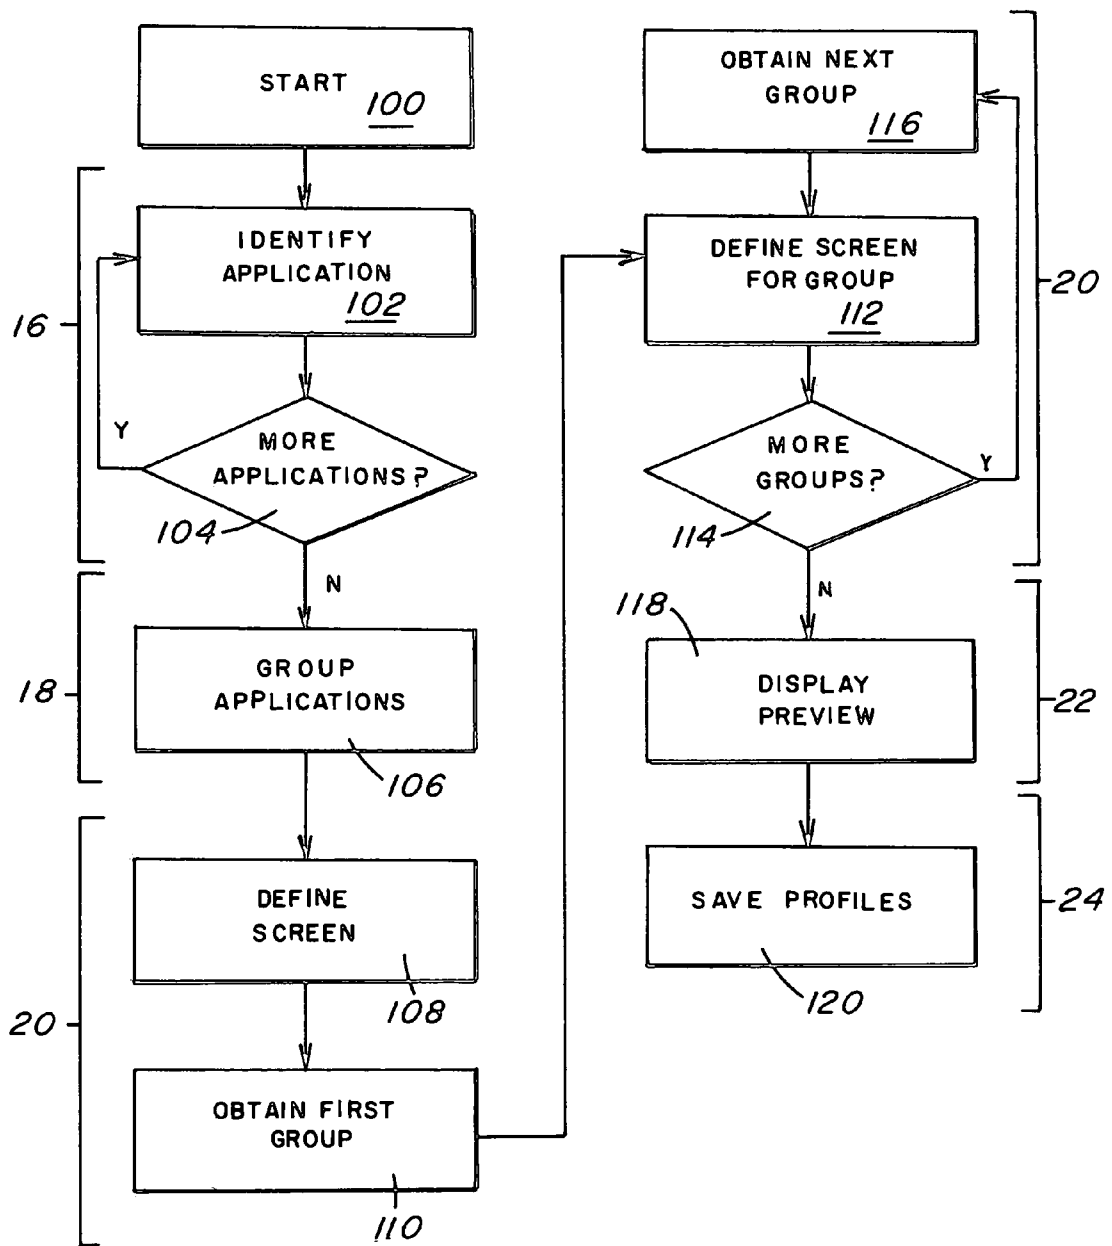 START
100
IDENTIFY
APPLICATION
102
16
Y
MORE
APPLICATIONS?
104
N
GROUP
APPLICATIONS
18
106
DEFINE
SCREEN
108
20
OBTAIN FIRST
GROUP
110
OBTAIN NEXT
GROUP
116
DEFINE SCREEN
FOR GROUP
112
20
MORE
GROUPS?
Y
114
N
118
DISPLAY
PREVIEW
22
SAVE PROFILES
24
120